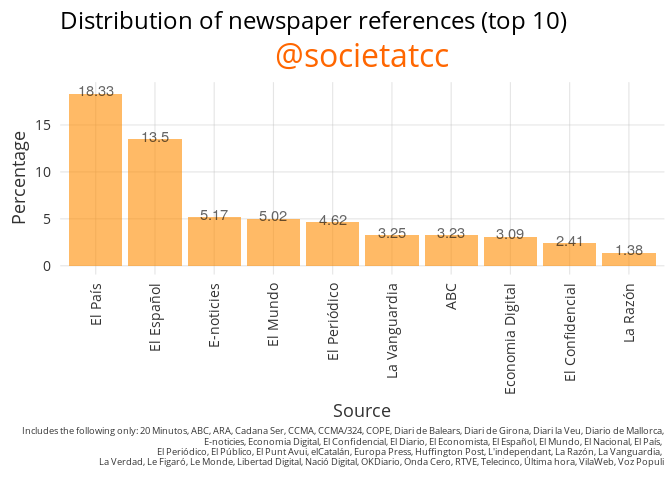 Distribution of newspaper references (top 10)
@societatcc
Percentage
15
10
5
0
18.33
13.5
5.17
5.02
4.62
3.25
3.23
3.09
2.41
1.38
El País
El Español
E-noticies
El Mundo
El Periódico
La Vanguardia
ABC
Economia Digital
El Confidencial
La Razón
Source
Includes the following only: 20 Minutos, ABC, ARA, Cadana Ser, CCMA, CCMA/324, COPE, Diari de Balears, Diari de Girona, Diari la Veu, Diario de Mallorca,
E-noticies, Economia Digital, El Confidencial, El Diario, El Economista, El Español, El Mundo, El Nacional, El País,
El Periódico, El Público, El Punt Avui, elCatalán, Europa Press, Huffington Post, L'independant, La Razón, La Vanguardia,
La Verdad, Le Figaró, Le Monde, Libertad Digital, Nació Digital, OKDiario, Onda Cero, RTVE, Telecinco, Última hora, VilaWeb, Voz Populi